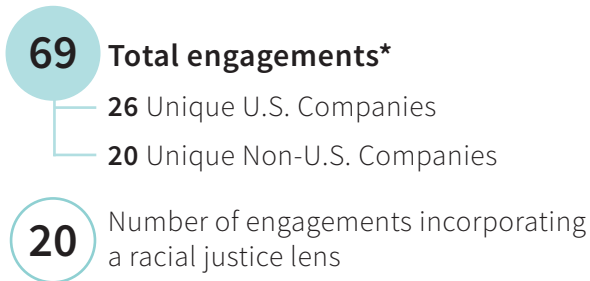 69 Total engagements*
26 Unique U.S. Companies
20 Unique Non-U.S. Companies
20 Number of engagements incorporating
a racial justice lens